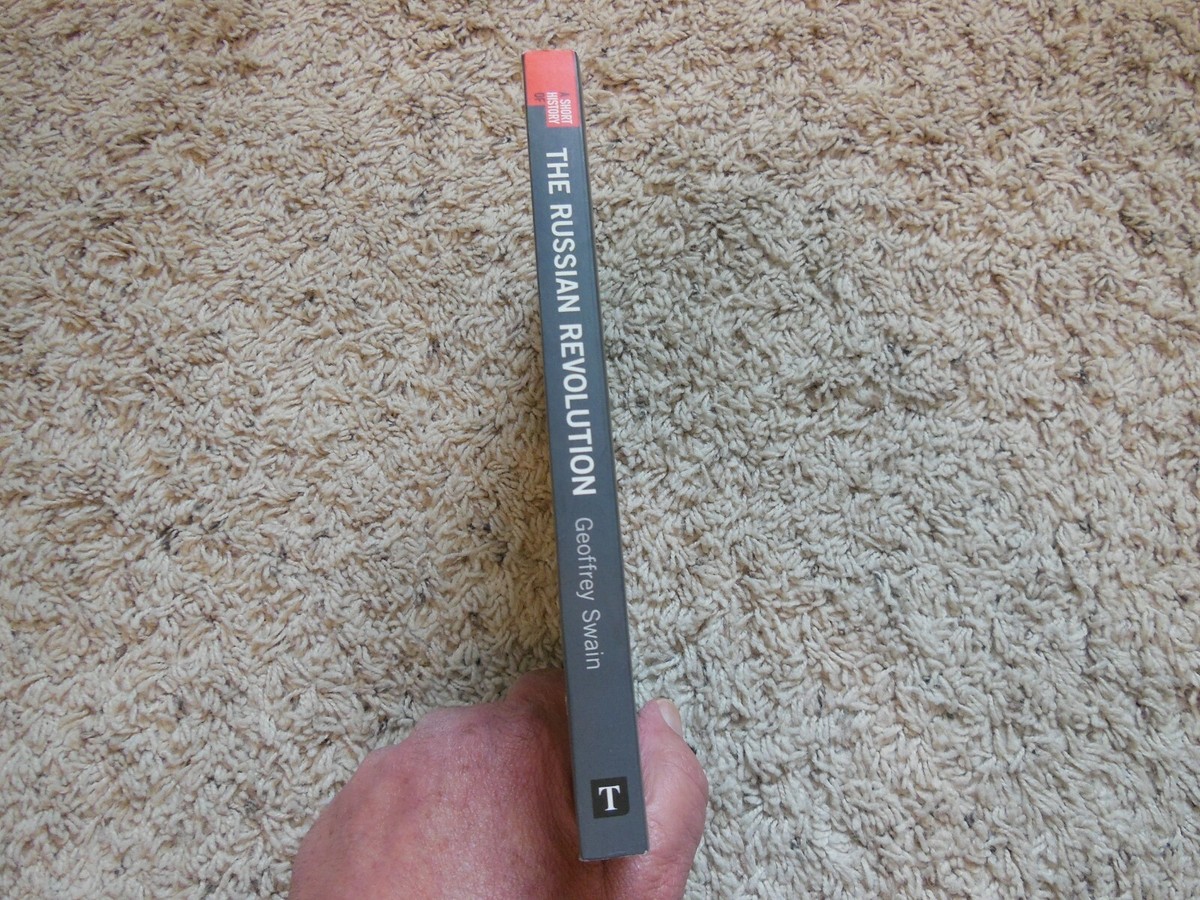 A SHORT
HISTORY
OF
THE RUSSIAN REVOLUTION
Geoffrey Swain
T